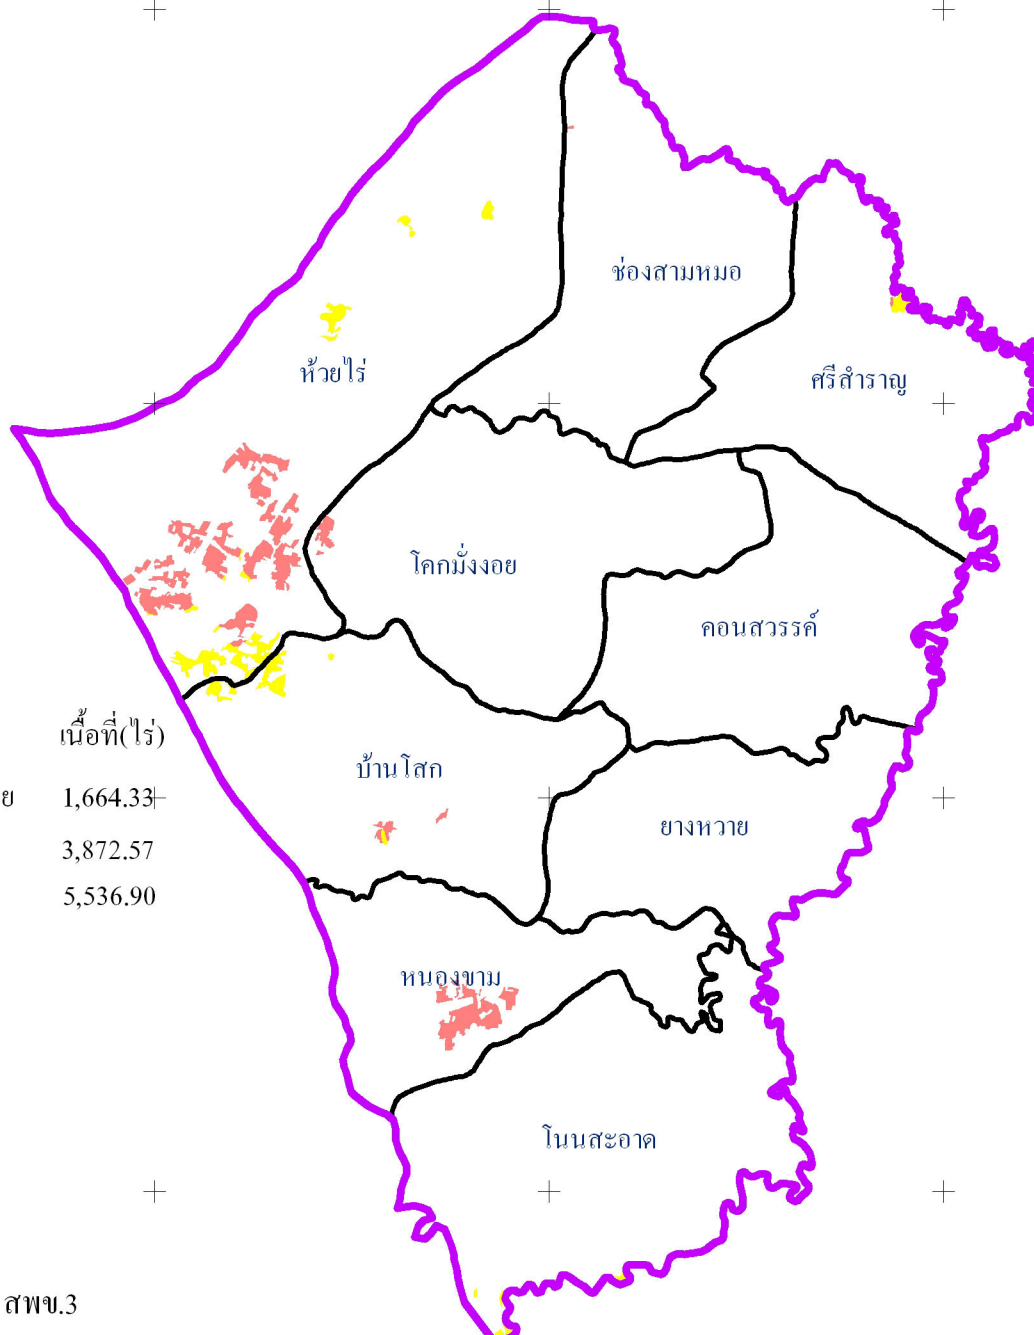 ช่องสามหมอ
ห้วยไร่
ศรีสำราญ
โคกมั่งงอย
คอนสวรรค์
เนื้อที่(ไร่)
บ้านโสก
ย 1,664.33
ยางหวาย
3,872.57
5,536.90
หนองขาม
โนนสะอาด
สพข.3